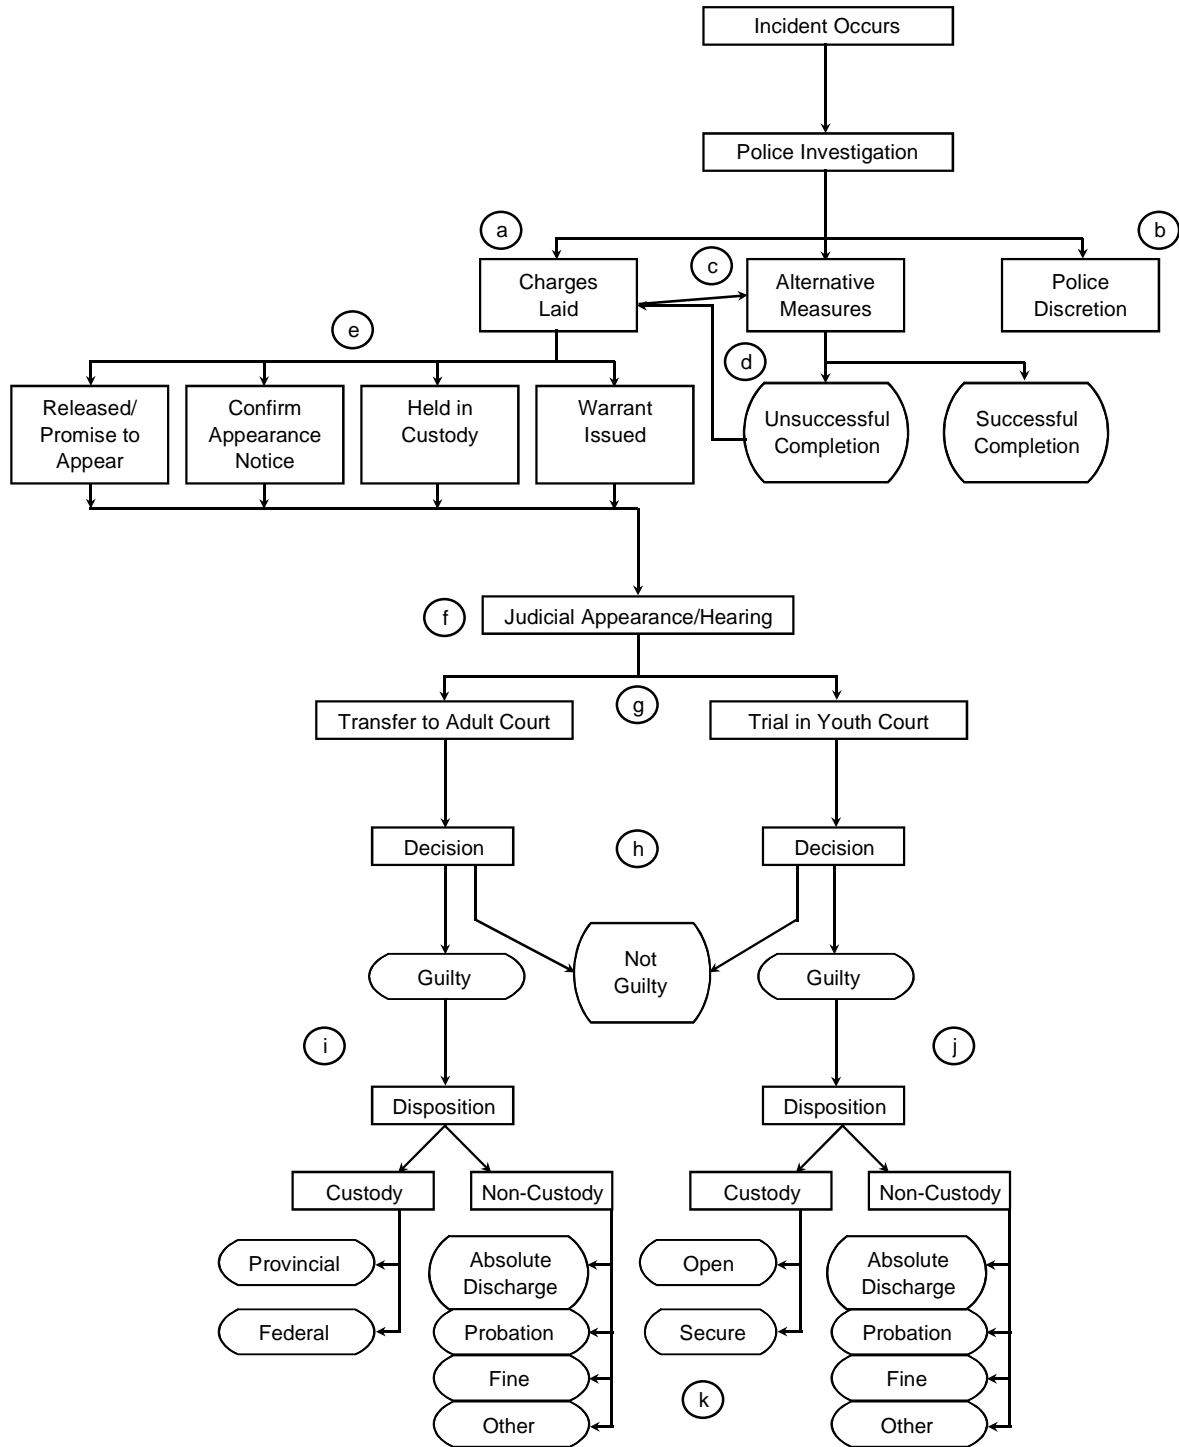 Incident Occurs
Police Investigation
a
b
c
Charges
Laid
Alternative
Measures
Police
Discretion
e
d
Released/
Promise to
Appear
Confirm
Appearance
Notice
Held in
Custody
Warrant
Issued
Unsuccessful
Completion
Successful
Completion
f
Judicial Appearance/Hearing
g
Transfer to Adult Court
Trial in Youth Court
Decision
h
Decision
Guilty
Not
Guilty
Guilty
i
j
Disposition
Disposition
Custody
Non-Custody
Custody
Non-Custody
Provincial
Absolute
Discharge
Open
Absolute
Discharge
Federal
Probation
Secure
Probation
Fine
Fine
k
Other
Other